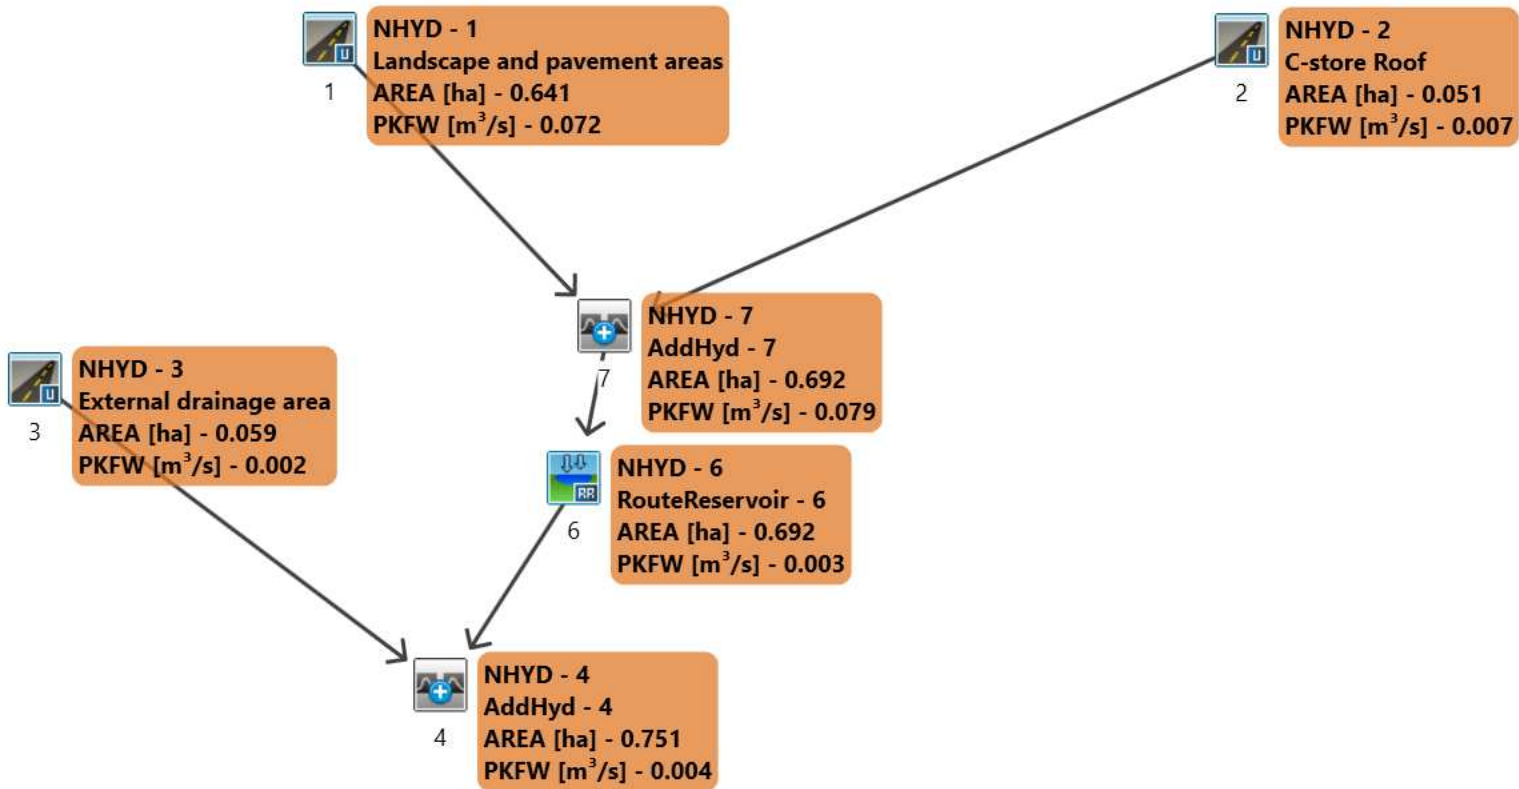 NHYD - 1
Landscape and pavement areas
AREA [ha] - 0.641
PKFW [m³/s] - 0.072
U
1
NHYD - 2
C-store Roof
AREA [ha] - 0.051
PKFW [m³/s] - 0.007
U
2
NHYD - 7
AddHyd - 7
AREA [ha] - 0.692
PKFW [m³/s] - 0.079
7
NHYD - 3
External drainage area
AREA [ha] - 0.059
PKFW [m³/s] - 0.002
U
3
NHYD - 6
RouteReservoir - 6
AREA [ha] - 0.692
PKFW [m³/s] - 0.003
RR
6
NHYD - 4
AddHyd - 4
AREA [ha] - 0.751
PKFW [m³/s] - 0.004
4